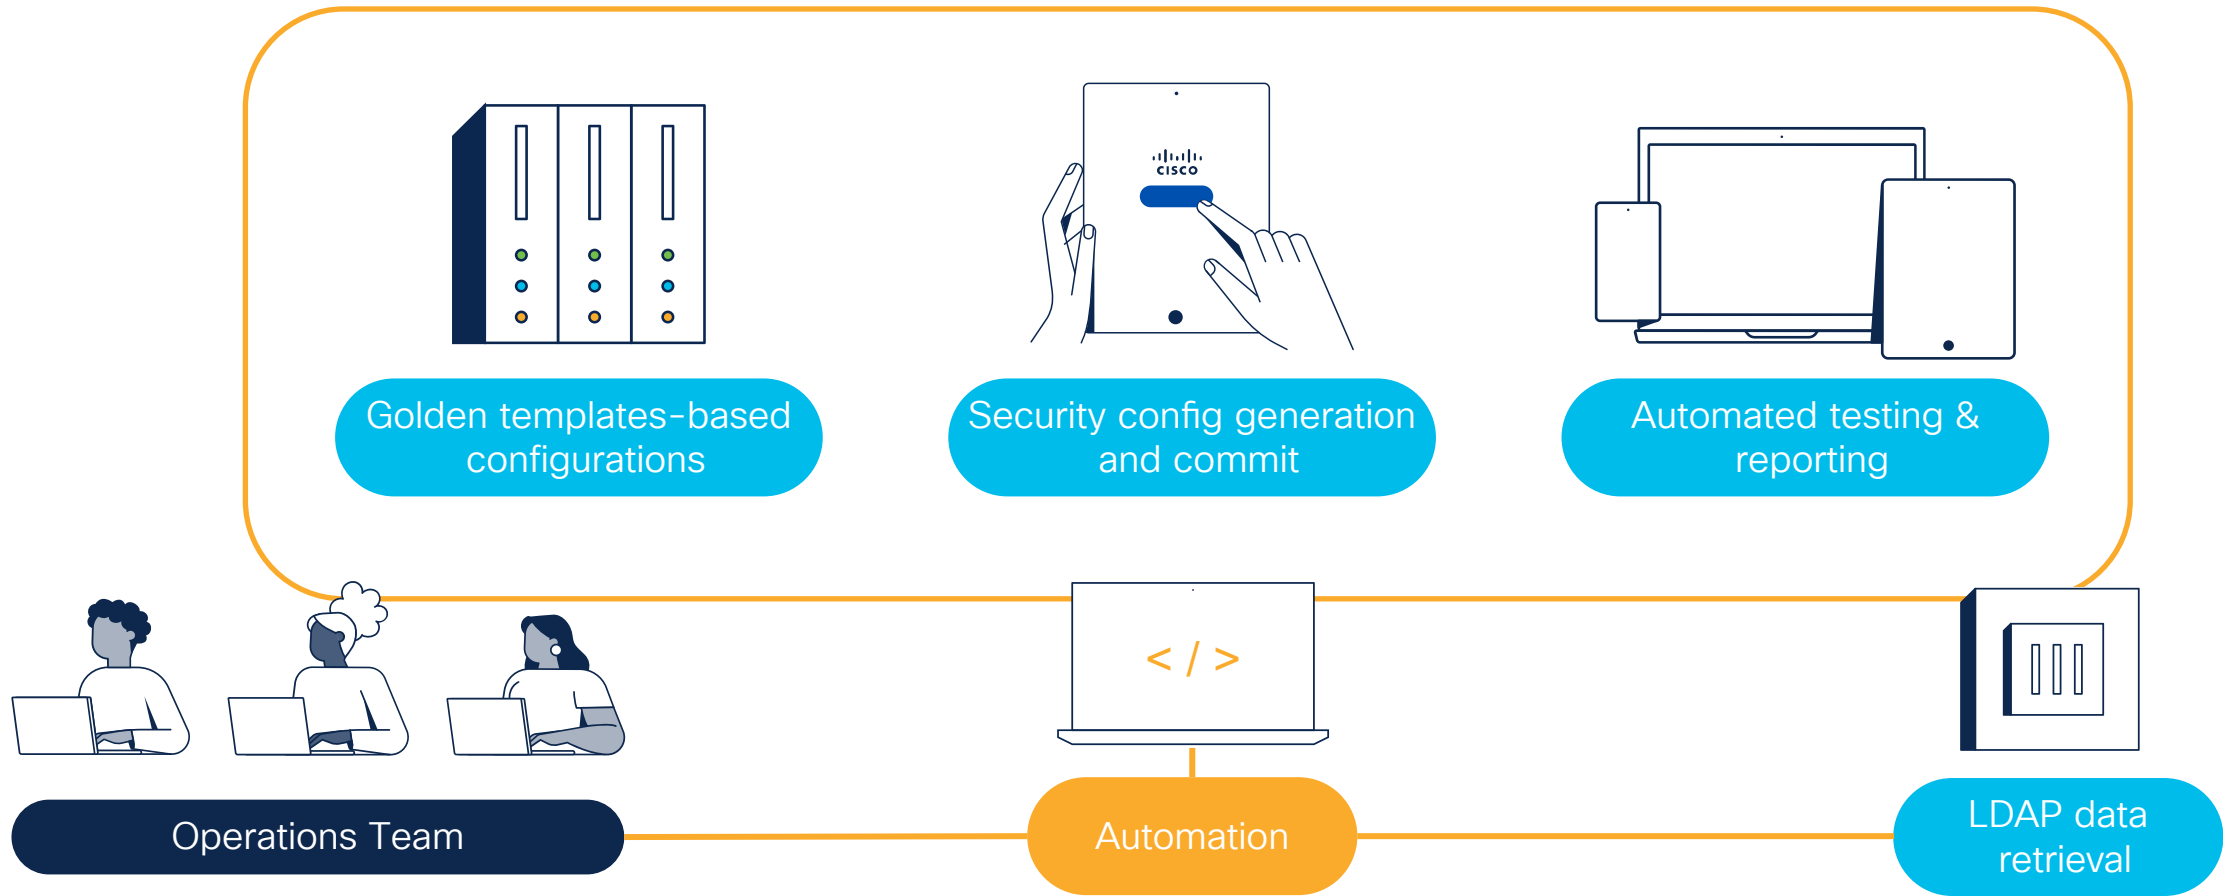 CISCO
Golden templates-based
configurations
Security config generation
and commit
Automated testing &
reporting
< / >
Operations Team
Automation
LDAP data
retrieval